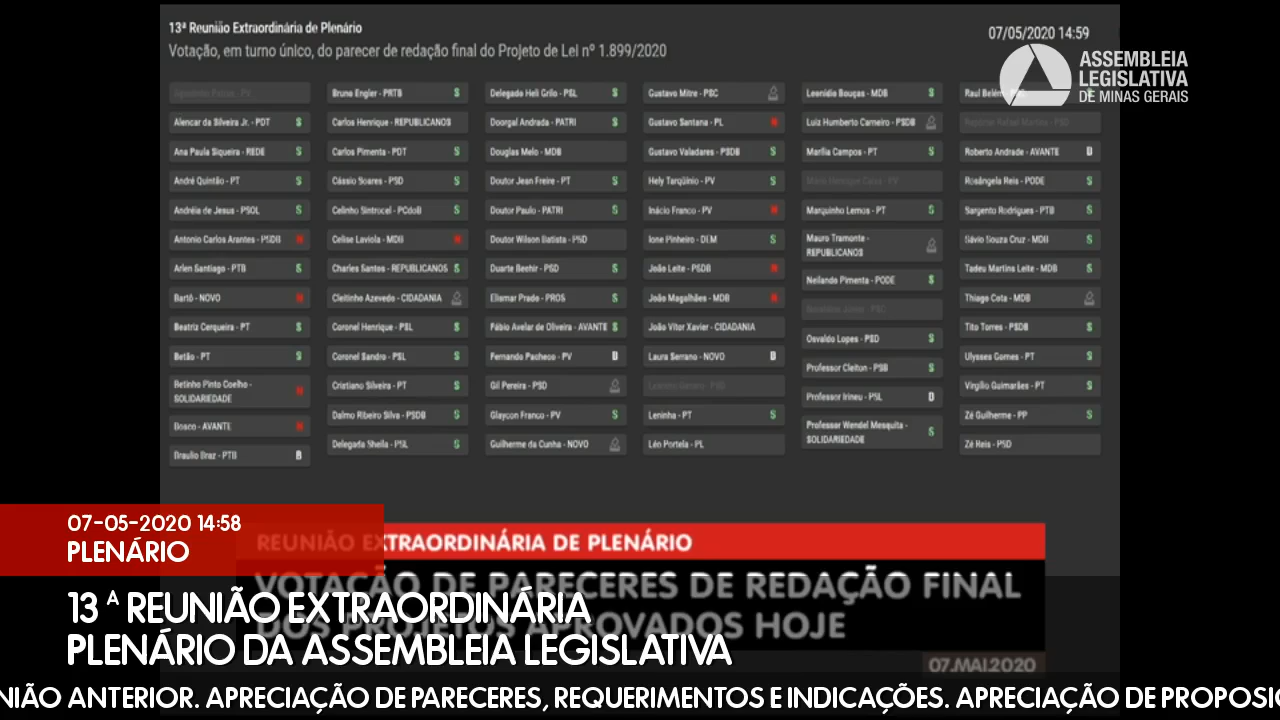 13ª Reunião Extraordinária de Plenário
Votação, em turno único, do parecer de redação final do Projeto de Lei nº 1.899/2020
07/05/2020 14:59
ASSEMBLEIA
LEGISLATIVA
DE MINAS GERAIS
Alencar da Silveira Jr. - PDT S
Ana Paula Siqueira - REDE S
André Quintão - PT S
Andréia de Jesus - PSOL S
Antonio Carlos Arantes - PSDB N
Arlen Santiago - PTB S
Bartô - NOVO N
Beatriz Cerqueira - PT S
Betão - PT S
Betinho Pinto Coelho -
SOLIDARIEDADE N
Bosco - AVANTE N
Braulio Braz - PTB B
Bruno Engler - PRTB S
Carlos Henrique - REPUBLICANOS
Carlos Pimenta - PDT S
Cássio Soares - PSD S
Celinho Sintrocel - PCdoB S
Celise Laviola - MDB N
Charles Santos - REPUBLICANOS S
Cleitinho Azevedo - CIDADANIA
Coronel Henrique - PSL S
Coronel Sandro - PSL S
Cristiano Silveira - PT S
Dalmo Ribeiro Silva - PSDB S
Delegada Sheila - PSL S
Delegado Heli Grilo - PSL S
Doorgal Andrada - PATRI S
Douglas Melo - MDB
Doutor Jean Freire - PT S
Doutor Paulo - PATRI S
Doutor Wilson Batista - PSD
Duarte Bechir - PSD S
Elismar Prado - PROS S
Fábio Avelar de Oliveira - AVANTE S
Fernando Pacheco - PV B
Gil Pereira - PSD
Glaycon Franco - PV S
Guilherme da Cunha - NOVO
Gustavo Mitre - PSC
Gustavo Santana - PL N
Gustavo Valadares - PSDB S
Hely Tarqüínio - PV S
Inácio Franco - PV N
Ione Pinheiro - DEM S
João Leite - PSDB N
João Magalhães - MDB N
João Vítor Xavier - CIDADANIA
Laura Serrano - NOVO B
Leninha - PT S
Léo Portela - PL
Leonídio Bouças - MDB S
Luiz Humberto Carneiro - PSDB
Marília Campos - PT S
Marquinho Lemos - PT S
Mauro Tramonte -
REPUBLICANOS
Neilando Pimenta - PODE S
Osvaldo Lopes - PSD S
Professor Cleiton - PSB S
Professor Irineu - PSL B
Professor Wendel Mesquita -
SOLIDARIEDADE S
Raul Belém
Roberto Andrade - AVANTE B
Rosângela Reis - PODE S
Sargento Rodrigues - PTB S
Sávio Souza Cruz - MDB S
Tadeu Martins Leite - MDB S
Thiago Cota - MDB
Tito Torres - PSDB S
Ulysses Gomes - PT S
Virgílio Guimarães - PT S
Zé Guilherme - PP S
Zé Reis - PSD
07-05-2020 14:58
PLENÁRIO
REUNIÃO EXTRAORDINÁRIA DE PLENÁRIO
VOTAÇÃO DE PARECERES DE REDAÇÃO FINAL
DOS PROJETOS APROVADOS HOJE
07.MAI.2020
13 ª REUNIÃO EXTRAORDINÁRIA
PLENÁRIO DA ASSEMBLEIA LEGISLATIVA
NIÃO ANTERIOR. APRECIAÇÃO DE PARECERES, REQUERIMENTOS E INDICAÇÕES. APRECIAÇÃO DE PROPOSIÇ